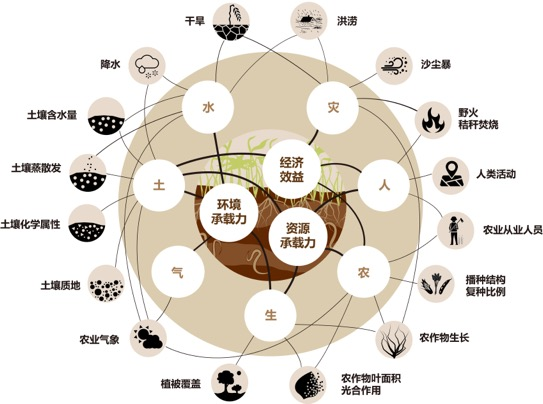 干旱
洪涝
降水
沙尘暴
土壤含水量
水
灾
野火
秸秆焚烧
土壤蒸散发
经济
效益
人类活动
土
人
土壤化学属性
环境
承载力
资源
承载力
农业从业人员
气
农
土壤质地
播种结构
复种比例
生
农业气象
农作物生长
植被覆盖
农作物叶面积
光合作用